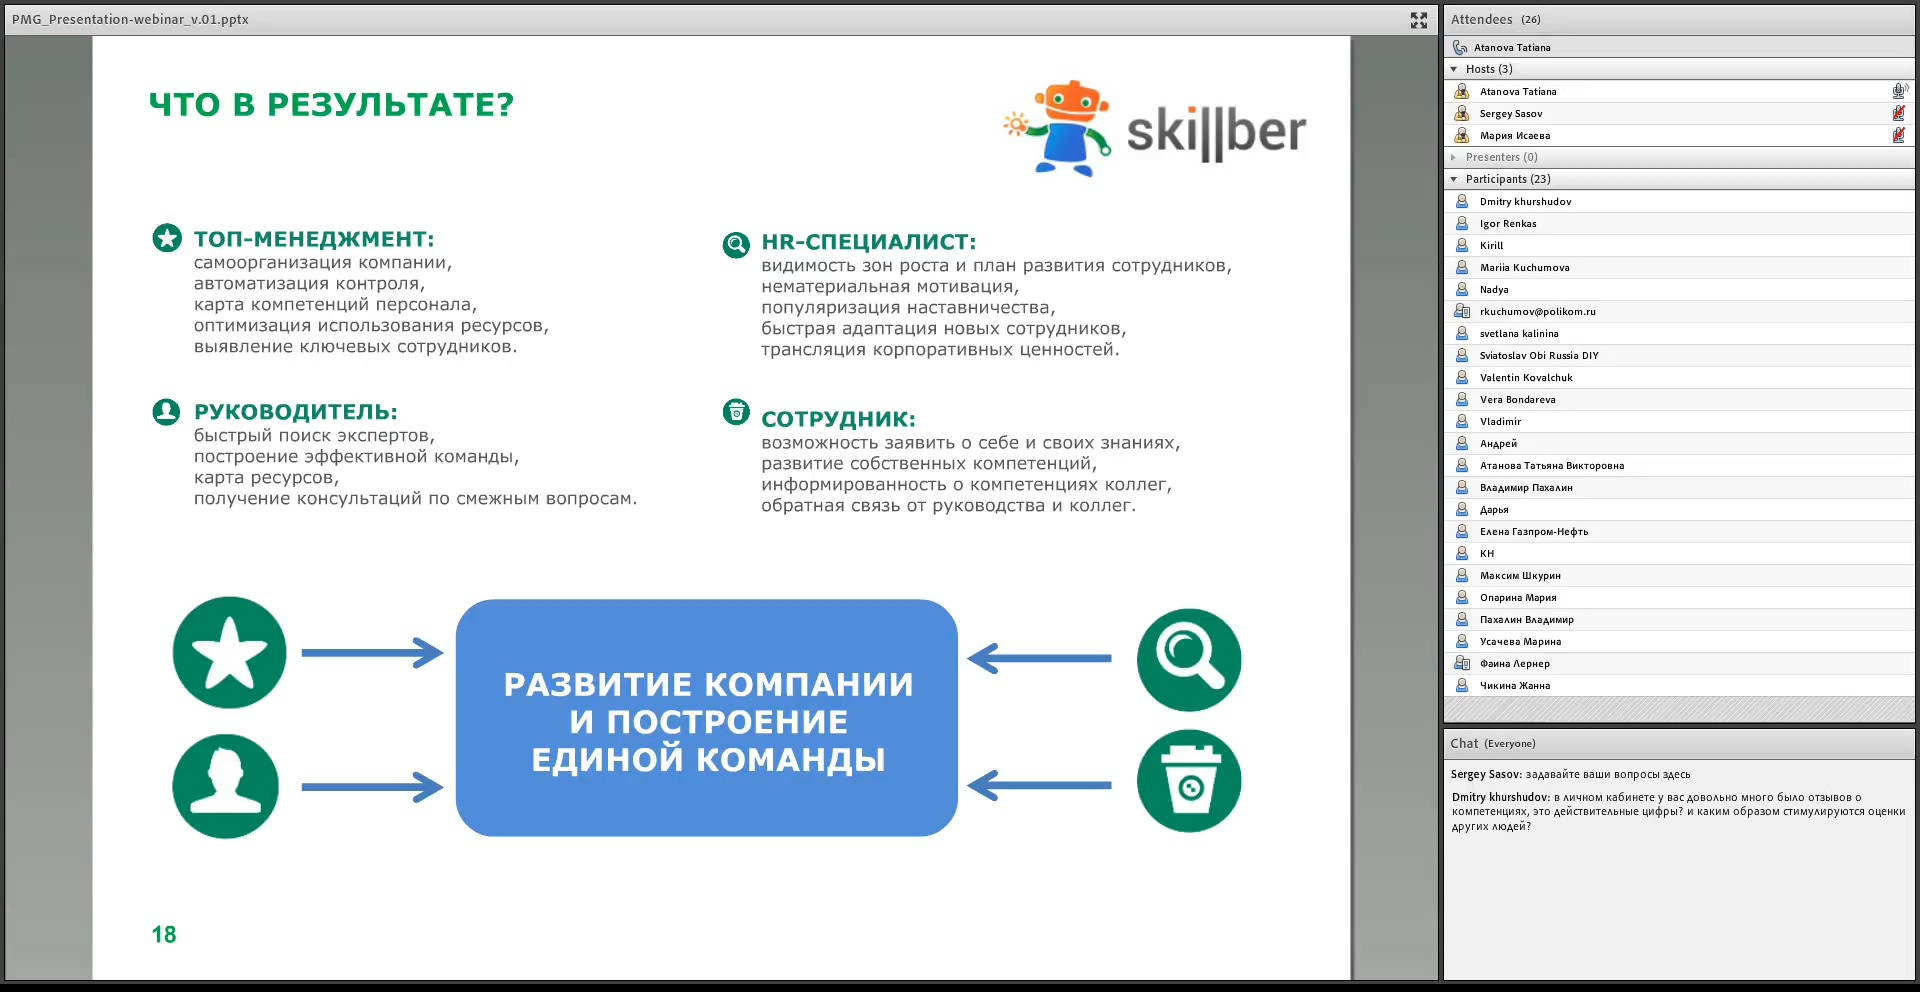 PMG_Presentation-webinar_v.01.pptx
ЧТО В РЕЗУЛЬТАТЕ?
skillber
ТОП-МЕНЕДЖМЕНТ:
самоорганизация компании,
автоматизация контроля,
карта компетенций персонала,
оптимизация использования ресурсов,
выявление ключевых сотрудников.
HR-СПЕЦИАЛИСТ:
видимость зон роста и план развития сотрудников,
нематериальная мотивация,
популяризация наставничества,
быстрая адаптация новых сотрудников,
трансляция корпоративных ценностей.
РУКОВОДИТЕЛЬ:
быстрый поиск экспертов,
построение эффективной команды,
карта ресурсов,
получение консультаций по смежным вопросам.
СОТРУДНИК:
возможность заявить о себе и своих знаниях,
развитие собственных компетенций,
информированность о компетенциях коллег,
обратная связь от руководства и коллег.
РАЗВИТИЕ КОМПАНИИ
И ПОСТРОЕНИЕ
ЕДИНОЙ КОМАНДЫ
18
Attendees (26)
Atanova Tatiana
Hosts (3)
Atanova Tatiana
Sergey Sasov
Мария Исаева
Presenters (0)
Participants (23)
Dmitry khurshudov
Igor Renkas
Kirill
Mariia Kuchumova
Nadya
rkuchumov@polikom.ru
svetlana kalinina
Sviatoslav Obi Russia DIY
Valentin Kovalchuk
Vera Bondareva
Vladimir
Андрей
Атанова Татьяна Викторовна
Владимир Пахалин
Дарья
Елена Газпром-Нефть
КН
Максим Шкурин
Опарина Мария
Пахалин Владимир
Усачева Марина
Фаина Лернер
Чикина Жанна
Chat (Everyone)
Sergey Sasov: задавайте ваши вопросы здесь
Dmitry khurshudov: в личном кабинете у вас довольно много было отзывов о
компетенциях, это действительные цифры? и каким образом стимулируются оценки
других людей?